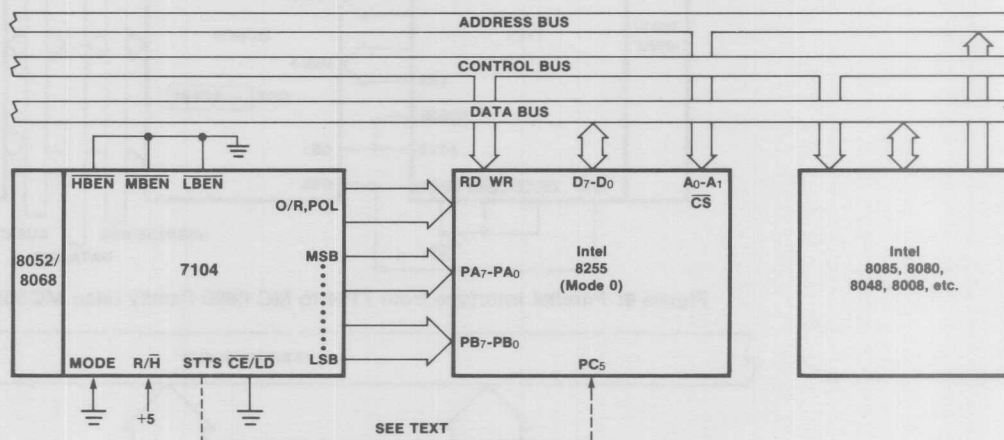 ADDRESS BUS
CONTROL BUS
DATA BUS
HBEN MBEN LBEN
RD WR D7-D0 A0-A1
CS
O/R,POL
8052/
8068
7104
MSB
Intel
8255
(Mode 0)
PA7-PA0
PB7-PB0
LSB
MODE R/H STTS CE/LD
PC5
+5
SEE TEXT
Intel
8085, 8080,
8048, 8008, etc.